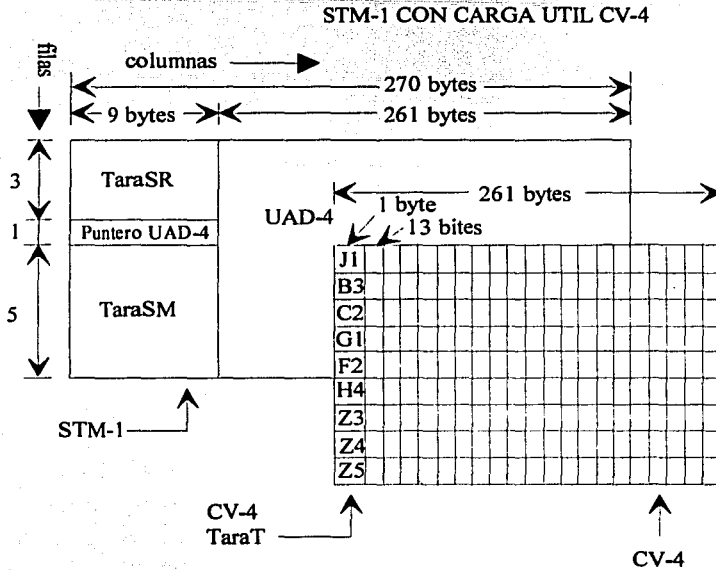 STM-1 CON CARGA UTIL CV-4
filas
columnas
270 bytes
9 bytes
261 bytes
3
TaraSR
261 bytes
UAD-4
1 byte
1
Puntero UAD-4
13 bites
J1
B3
5
TaraSM
C2
G1
F2
H4
Z3
STM-1
Z4
Z5
CV-4
TaraT
CV-4